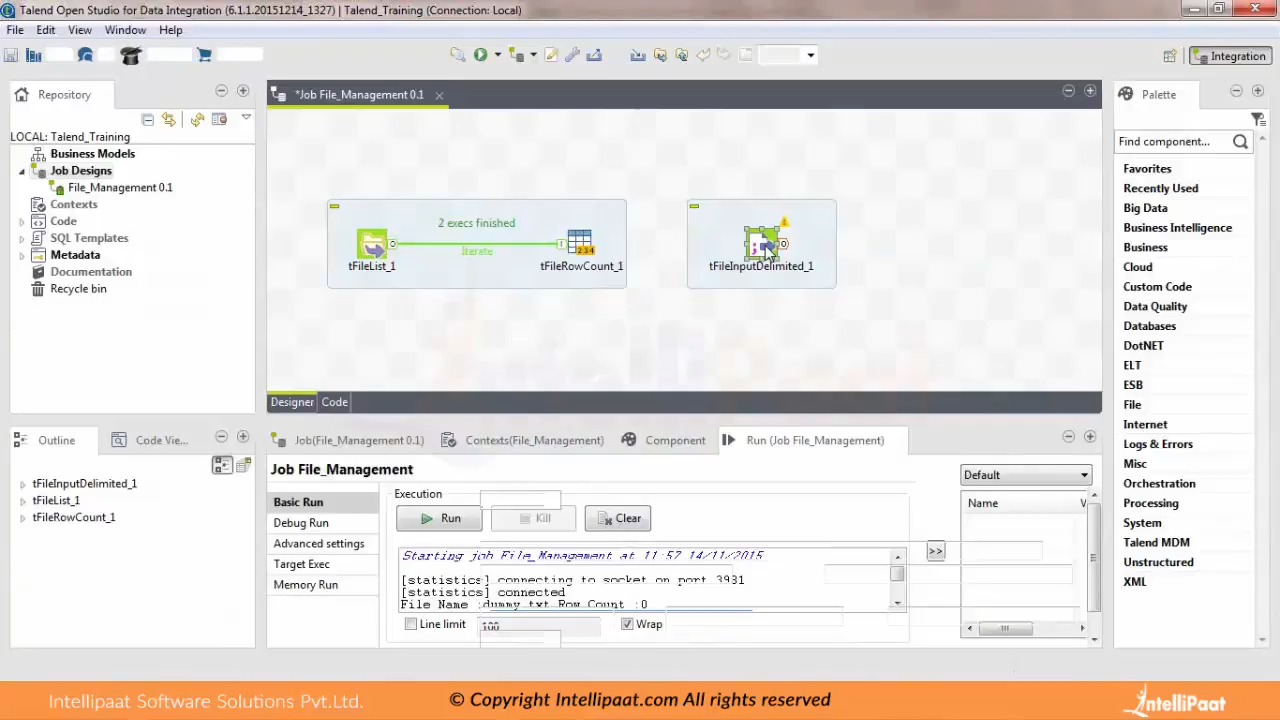 Talend Open Studio for Data Integration (6.1.1.20151214_1327) | Talend_Training (Connection: Local)
File Edit View Window Help
Integration
Repository
*Job File_Management 0.1
Palette
LOCAL: Talend_Training
Find component...
Business Models
Job Designs
File_Management 0.1
Contexts
Code
SQL Templates
Metadata
Documentation
Recycle bin
2 execs finished
Iterate
tFileList_1
tFileRowCount_1
tFileInputDelimited_1
Favorites
Recently Used
Big Data
Business Intelligence
Business
Cloud
Custom Code
Data Quality
Databases
DotNET
ELT
ESB
File
Internet
Logs & Errors
Misc
Orchestration
Processing
System
Talend MDM
Unstructured
XML
Designer Code
Outline
Code Vie...
tFileInputDelimited_1
tFileList_1
tFileRowCount_1
Job(File_Management 0.1)
Contexts(File_Management)
Component
Run (Job File_Management)
Job File_Management
Default
Basic Run
Debug Run
Advanced settings
Target Exec
Memory Run
Execution
Run
Kill
Clear
Name
V
Starting job File_Management at 11:57 14/11/2015
[statistics] connecting to socket on port 3931
[statistics] connected
File Name :dummy.txt Row Count :0
>>
Line limit
100
Wrap
Intellipaat Software Solutions Pvt.Ltd.
© Copyright Intellipaat.com All rights reserved
IntelliPaat